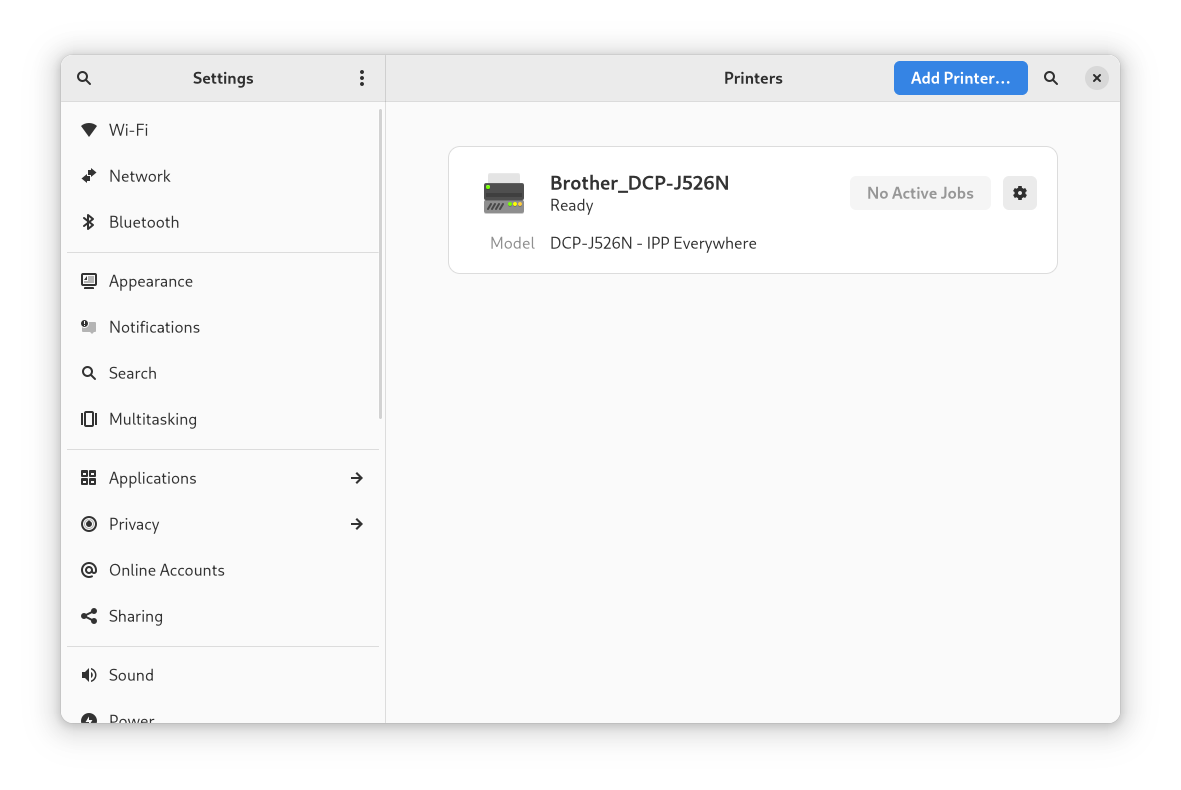 Settings
Printers
Add Printer…
Wi-Fi
Network
Bluetooth
Appearance
Notifications
Search
Multitasking
Applications
Privacy
Online Accounts
Sharing
Sound
Power
Brother_DCP-J526N
Ready
No Active Jobs
Model DCP-J526N - IPP Everywhere